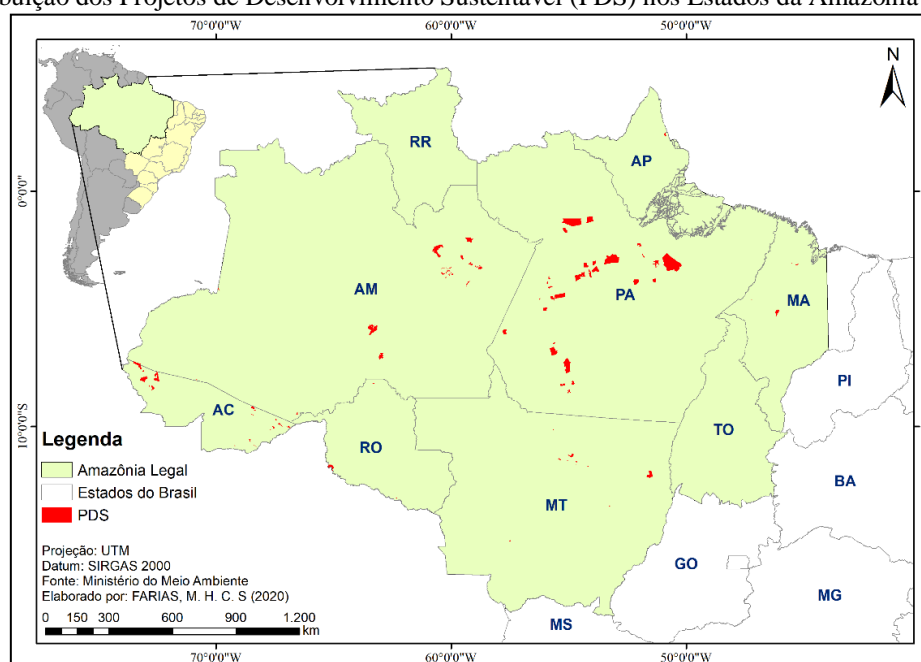 buição dos Projetos de Desenvolvimento Sustentável (PDS) nos Estados da Amazônia
70°0'0"W 60°0'0"W 50°0'0"W
N
RR
AP
0°0'0"
AM
PA
MA
PI
AC
10°0'0"S
TO
RO
BA
MT
GO
MG
MS
Legenda
Amazônia Legal
Estados do Brasil
PDS
Projeção: UTM
Datum: SIRGAS 2000
Fonte: Ministério do Meio Ambiente
Elaborado por: FARIAS, M. H. C. S (2020)
0 150 300 600 900 1.200
km
70°0'0"W 60°0'0"W 50°0'0"W